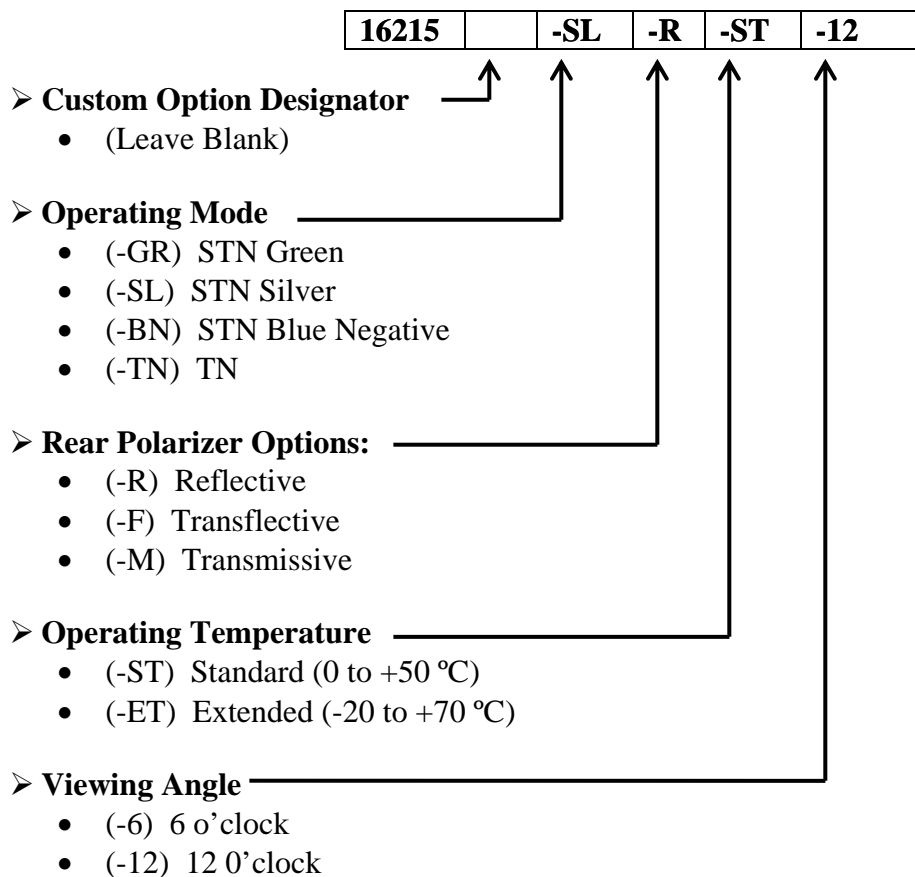 16215 -SL -R -ST -12
➢ Custom Option Designator
• (Leave Blank)
➢ Operating Mode
• (-GR) STN Green
• (-SL) STN Silver
• (-BN) STN Blue Negative
• (-TN) TN
➢ Rear Polarizer Options:
• (-R) Reflective
• (-F) Transflective
• (-M) Transmissive
➢ Operating Temperature
• (-ST) Standard (0 to +50 ºC)
• (-ET) Extended (-20 to +70 ºC)
➢ Viewing Angle
• (-6) 6 o’clock
• (-12) 12 0’clock